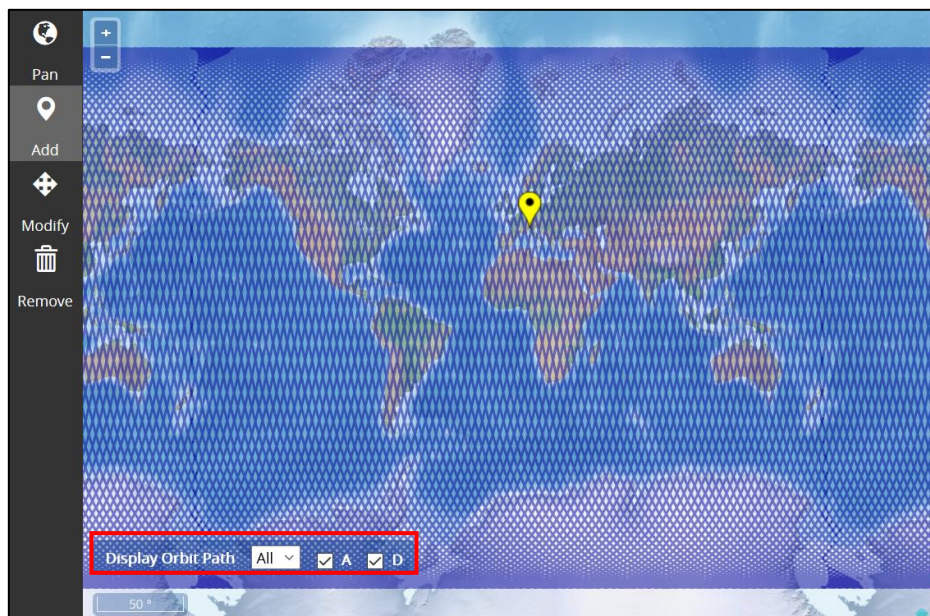 Pan
Add
Modify
Remove
+
−
Display Orbit Path All A D
50 °